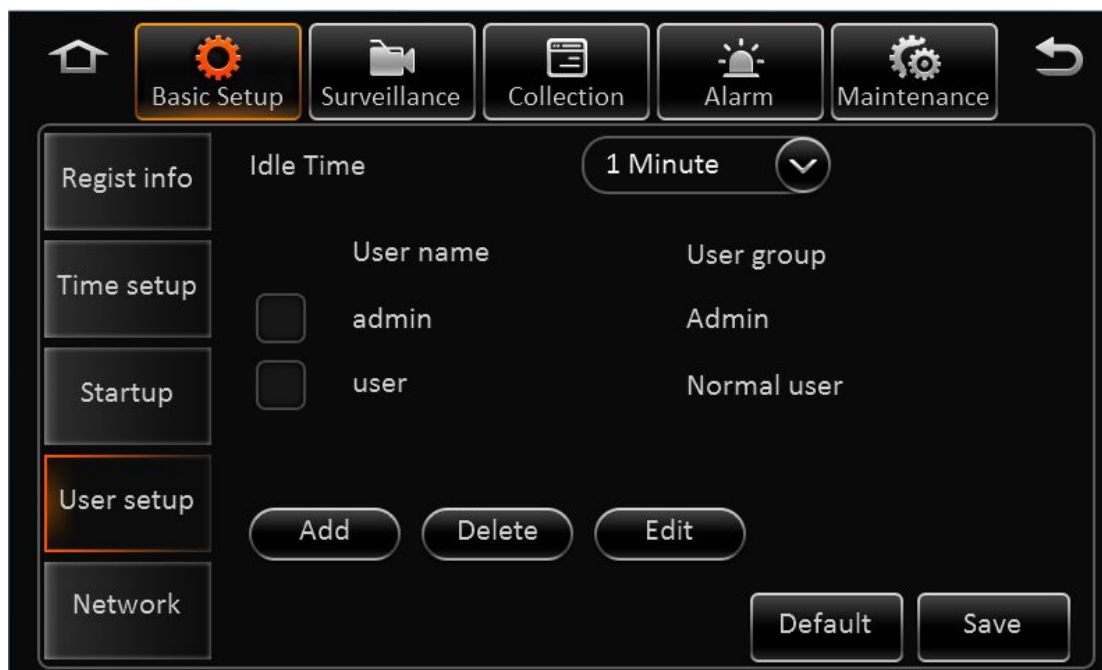 Basic Setup Surveillance Collection Alarm Maintenance
Regist info
Time setup
Startup
User setup
Network
Idle Time 1 Minute
User name User group
admin Admin
user Normal user
Add Delete Edit
Default Save